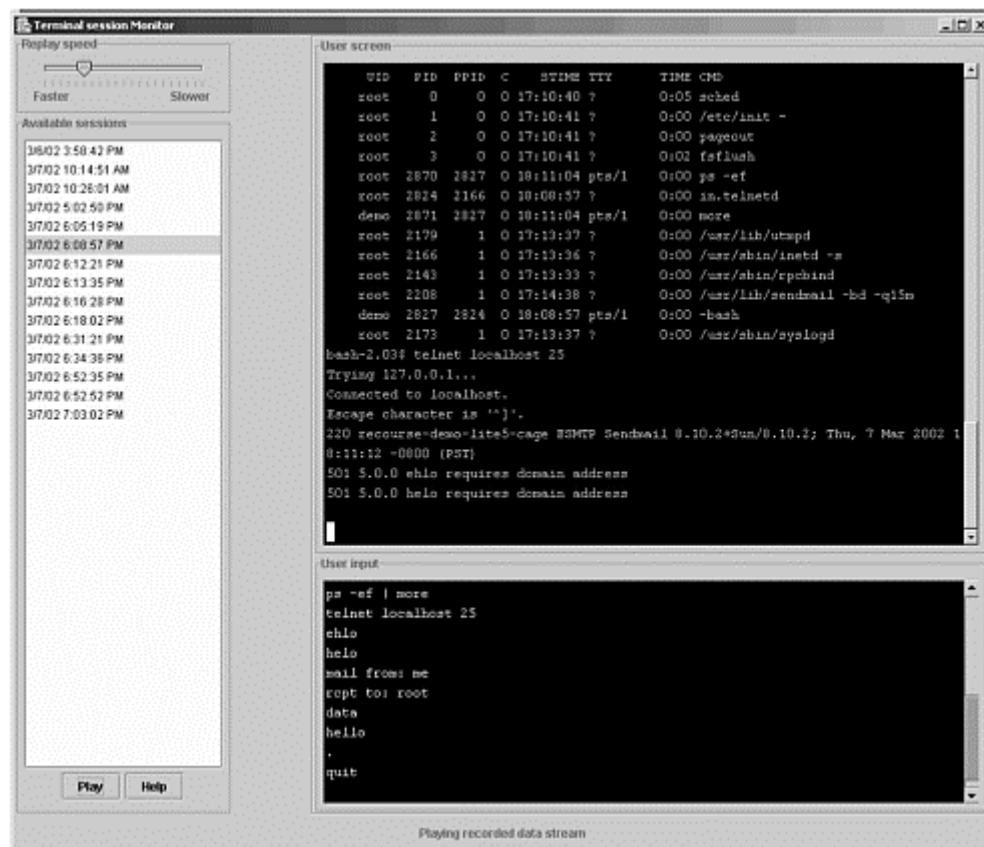 Terminal session Monitor
Replay speed
Faster Slower
Available sessions
3/6/02 3:58:42 PM
3/7/02 10:14:51 AM
3/7/02 10:26:01 AM
3/7/02 5:02:50 PM
3/7/02 6:05:19 PM
3/7/02 6:08:57 PM
3/7/02 6:12:21 PM
3/7/02 6:13:35 PM
3/7/02 6:16:28 PM
3/7/02 6:18:02 PM
3/7/02 6:31:21 PM
3/7/02 6:34:36 PM
3/7/02 6:52:35 PM
3/7/02 6:52:52 PM
3/7/02 7:03:02 PM
Play Help
User screen
UID PID PPID C STIME TTY TIME CMD
root 0 0 0 17:10:40 ? 0:05 sched
root 1 0 0 17:10:41 ? 0:00 /etc/init -
root 2 0 0 17:10:41 ? 0:00 pageout
root 3 0 0 17:10:41 ? 0:02 fsflush
root 2870 2827 0 18:11:04 pts/1 0:00 ps -ef
root 2824 2166 0 18:08:57 ? 0:00 in.telnetd
demo 2871 2827 0 18:11:04 pts/1 0:00 more
root 2179 1 0 17:13:37 ? 0:00 /usr/lib/utmpd
root 2166 1 0 17:13:36 ? 0:00 /usr/sbin/inetd -s
root 2143 1 0 17:13:33 ? 0:00 /usr/sbin/rpcbind
root 2208 1 0 17:14:38 ? 0:00 /usr/lib/sendmail -bd -q15m
demo 2827 2824 0 18:08:57 pts/1 0:00 -bash
root 2173 1 0 17:13:37 ? 0:00 /usr/sbin/syslogd
bash-2.03$ telnet localhost 25
Trying 127.0.0.1...
Connected to localhost.
Escape character is '^]'.
220 recourse-demo-lite5-cage ESMTP Sendmail 8.10.2+Sun/8.10.2; Thu, 7 Mar 2002 1
8:11:12 -0800 (PST)
501 5.0.0 ehlo requires domain address
501 5.0.0 helo requires domain address
User input
ps -ef | more
telnet localhost 25
ehlo
helo
mail from: me
rcpt to: root
data
hello
.
quit
Playing recorded data stream